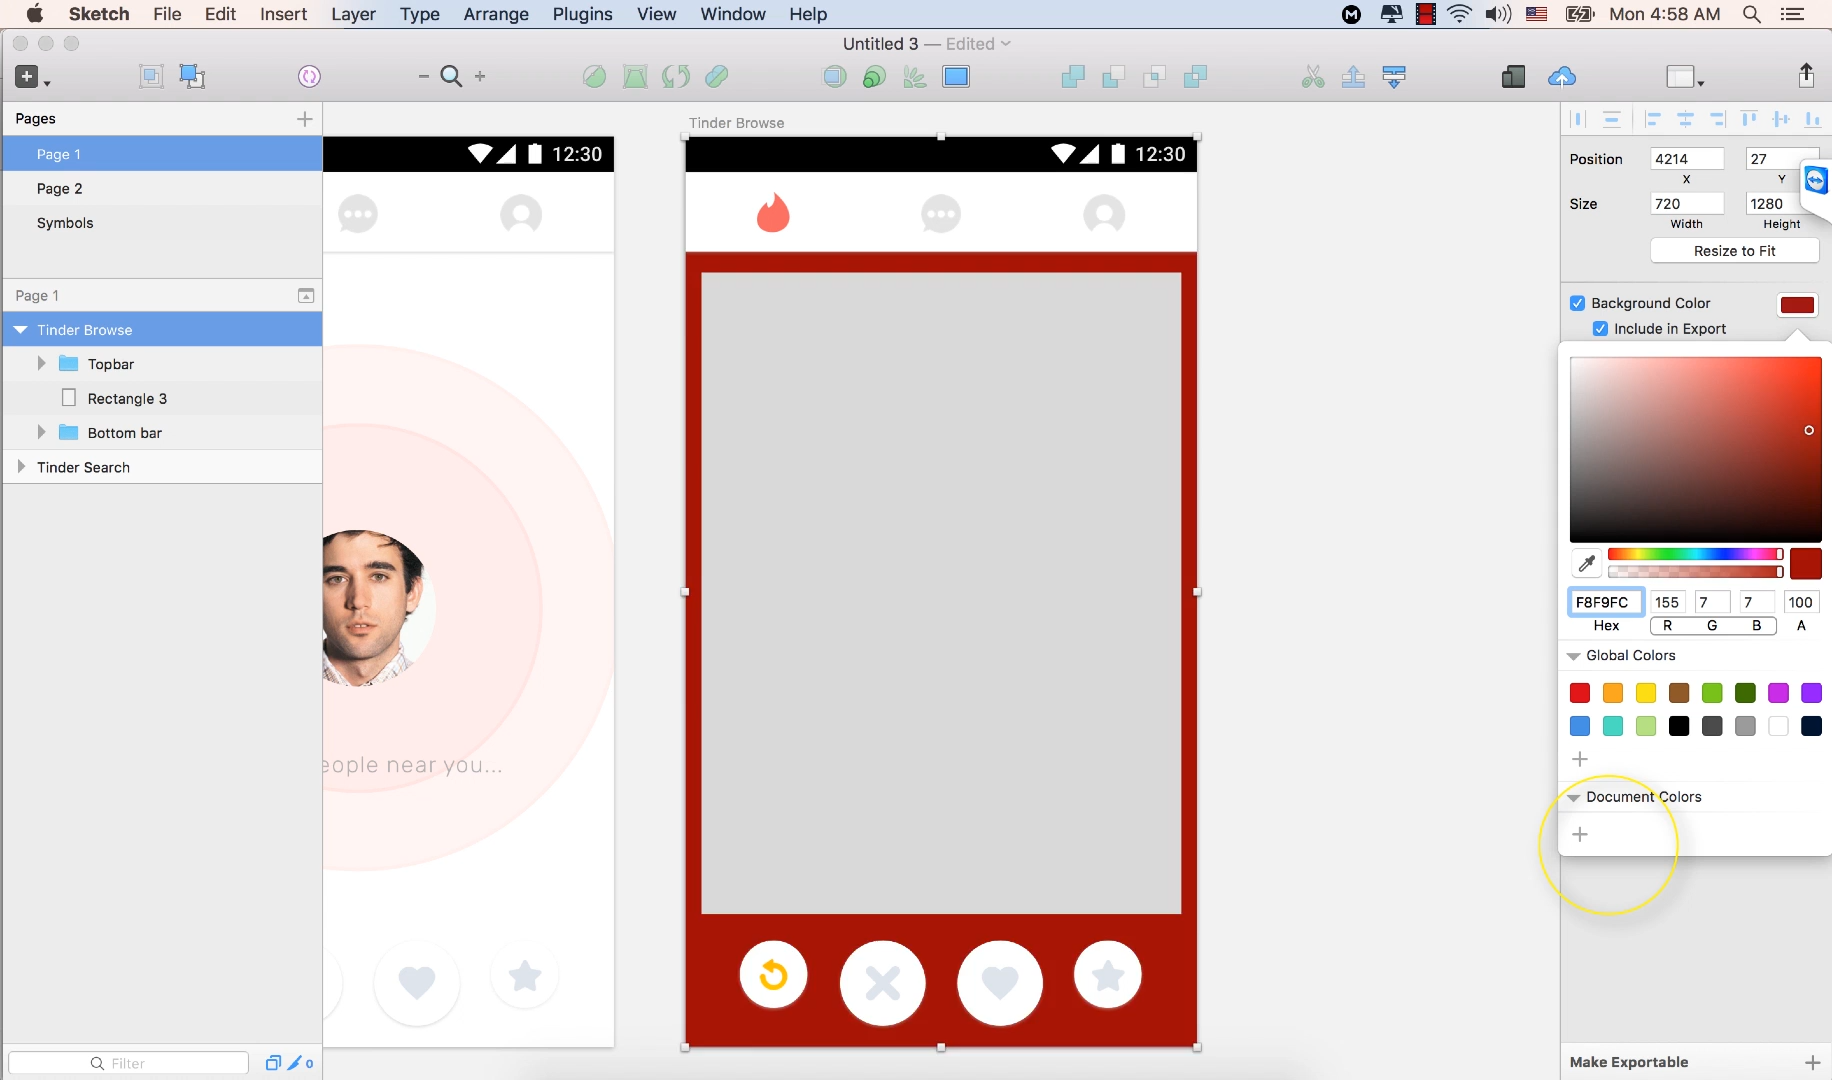 Sketch File Edit Insert Layer Type Arrange Plugins View Window Help
M Mon 4:58 AM
Untitled 3 — Edited
Pages
Page 1
Page 2
Symbols
Page 1
Tinder Browse
Topbar
Rectangle 3
Bottom bar
Tinder Search
Filter
0
12:30
eople near you...
Tinder Browse
12:30
Position 4214 27
X Y
Size 720 1280
Width Height
Resize to Fit
Background Color
Include in Export
F8F9FC 155 7 7 100
Hex R G B A
Global Colors
Document Colors
Make Exportable